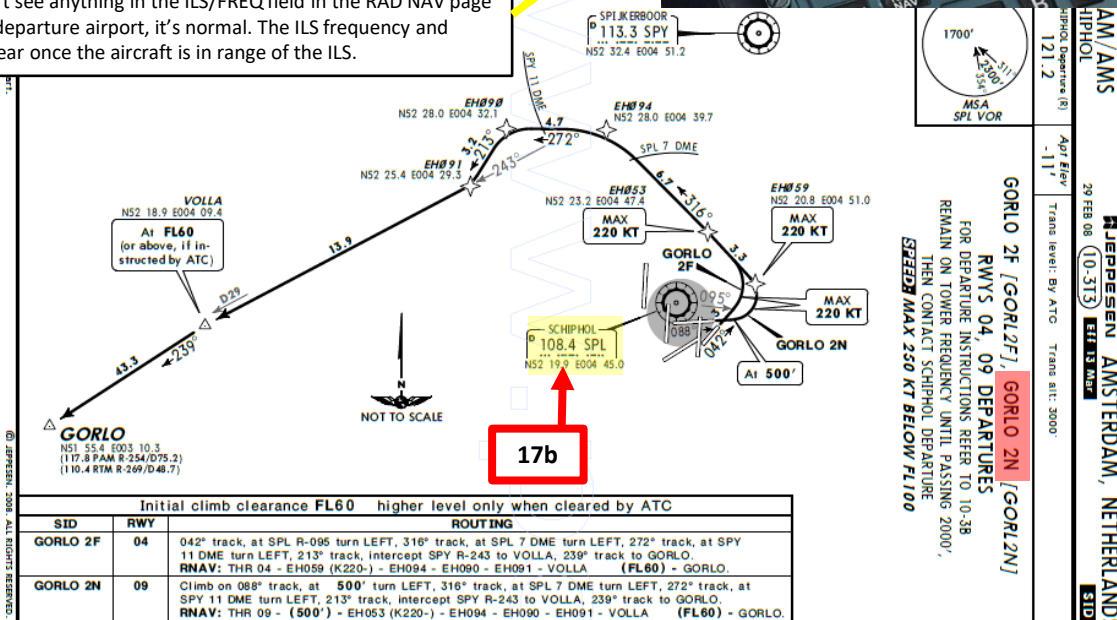 't see anything in the ILS/FREQ field in the RAD NAV page
departure airport, it's normal. The ILS frequency and
ear once the aircraft is in range of the ILS.
NAV
SPIJKERBOOR
D 113.3 SPY
N52 32.4 E004 51.2
SPY 11 DME
EHØ90
N52 28.0 E004 32.1
EHØ94
N52 28.0 E004 39.7
4.7
272°
SPL 7 DME
3.2
213°
243°
EHØ91
N52 25.4 E004 29.3
6.7
316°
EHØ53
N52 23.2 E004 47.4
MAX
220 KT
EHØ59
N52 20.8 E004 51.0
MAX
220 KT
3.3
VOLLA
N52 18.9 E004 09.4
At FL60
(or above, if in-
structed by ATC)
13.9
GORLO
2F
095°
088°
042°
MAX
220 KT
GORLO 2N
At 500'
D29
239°
43.3
SCHIPHOL
D 108.4 SPL
N52 19.9 E004 45.0
N
NOT TO SCALE
GORLO
N51 55.4 E003 10.3
(117.8 PAM R-254/D75.2)
(110.4 RTM R-269/D48.7)
17b
Initial climb clearance FL60 higher level only when cleared by ATC
SID RWY ROUTING
GORLO 2F 04 042° track, at SPL R-095 turn LEFT, 316° track, at SPL 7 DME turn LEFT, 272° track, at SPY
11 DME turn LEFT, 213° track, intercept SPY R-243 to VOLLA, 239° track to GORLO.
RNAV: THR 04 - EH059 (K220-) - EH094 - EH090 - EH091 - VOLLA (FL60) - GORLO.
GORLO 2N 09 Climb on 088° track, at 500' turn LEFT, 316° track, at SPL 7 DME turn LEFT, 272° track, at
SPY 11 DME turn LEFT, 213° track, intercept SPY R-243 to VOLLA, 239° track to GORLO.
RNAV: THR 09 - (500') - EH053 (K220-) - EH094 - EH090 - EH091 - VOLLA (FL60) - GORLO.
AM/AMS
HIPHOL
JEPPESEN AMSTERDAM, NETHERLAND
29 FEB 08 10-3T3 Eff 13 Mar SID
HIPHOL Departure (R)
121.2
Apt Elev
-11'
Trans level: By ATC Trans alt: 3000'
1700'
311°
2300'
354°
MSA
SPL VOR
GORLO 2F [GORL2F], GORLO 2N [GORL2N]
RWYS 04, 09 DEPARTURES
FOR DEPARTURE INSTRUCTIONS REFER TO 10-3B
REMAIN ON TOWER FREQUENCY UNTIL PASSING 2000',
THEN CONTACT SCHIPHOL DEPARTURE
SPEED: MAX 250 KT BELOW FL100
© JEPPESEN, 2008. ALL RIGHTS RESERVED.